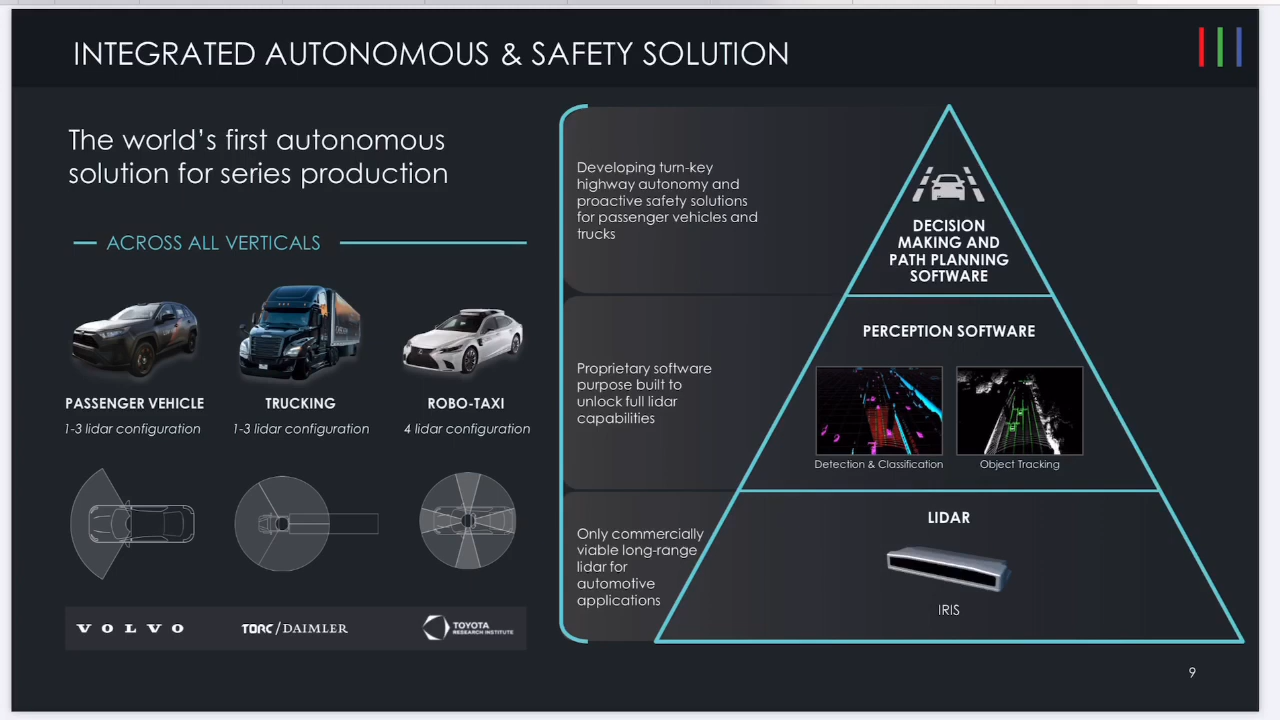 INTEGRATED AUTONOMOUS & SAFETY SOLUTION
The world's first autonomous
solution for series production
ACROSS ALL VERTICALS
PASSENGER VEHICLE
1-3 lidar configuration
TRUCKING
1-3 lidar configuration
ROBO-TAXI
4 lidar configuration
VOLVO
TORC/DAIMLER
TOYOTA
RESEARCH INSTITUTE
Developing turn-key
highway autonomy and
proactive safety solutions
for passenger vehicles and
trucks
DECISION
MAKING AND
PATH PLANNING
SOFTWARE
Proprietary software
purpose built to
unlock full lidar
capabilities
PERCEPTION SOFTWARE
Detection & Classification
Object Tracking
Only commercially
viable long-range
lidar for
automotive
applications
LIDAR
IRIS
9